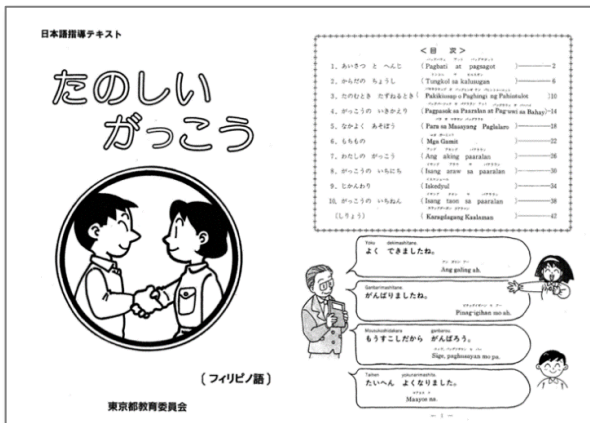 日本語指導テキスト
たのしい
がっこう
(フィリピノ語)
東京都教育委員会
<目 次>
1、あいさつ と へんじ (Pagbati at pagsagot)—2
2、からだの ちょうし (Tungkol sa kalusugan)—6
3、たのむとき たずねるとき (Pakikiusap o Paghingi ng Pahintulot)10
4、がっこうの いきかえり (Pagpasok sa Paaralan at Pag-uwi sa Bahay)—14
5、なかよく あそぼう (Para sa Masayang Paglalaro)—18
6、もちもの (Mga Gamit)—22
7、わたしの がっこう (Ang aking paaralan)—26
8、がっこうの いちにち (Isang araw sa paaralan)—30
9、じかんわり (Iskedyul)—34
10、がっこうの いちねん (Isang taon sa paaralan)—38
(しりょう) (Karagdagang Kaalaman)—42
Yoku dekimashitane.
よく できましたね。
Ang galing ah.
Ganbarimashitane.
がんばりましたね。
Pinag-igihan mo ah.
もうすこしだから がんばろう。
Sige, paghusayan mo pa.
Taihen yokunarimashita.
たいへん よくなりました。
Maayos na.
— 1 —